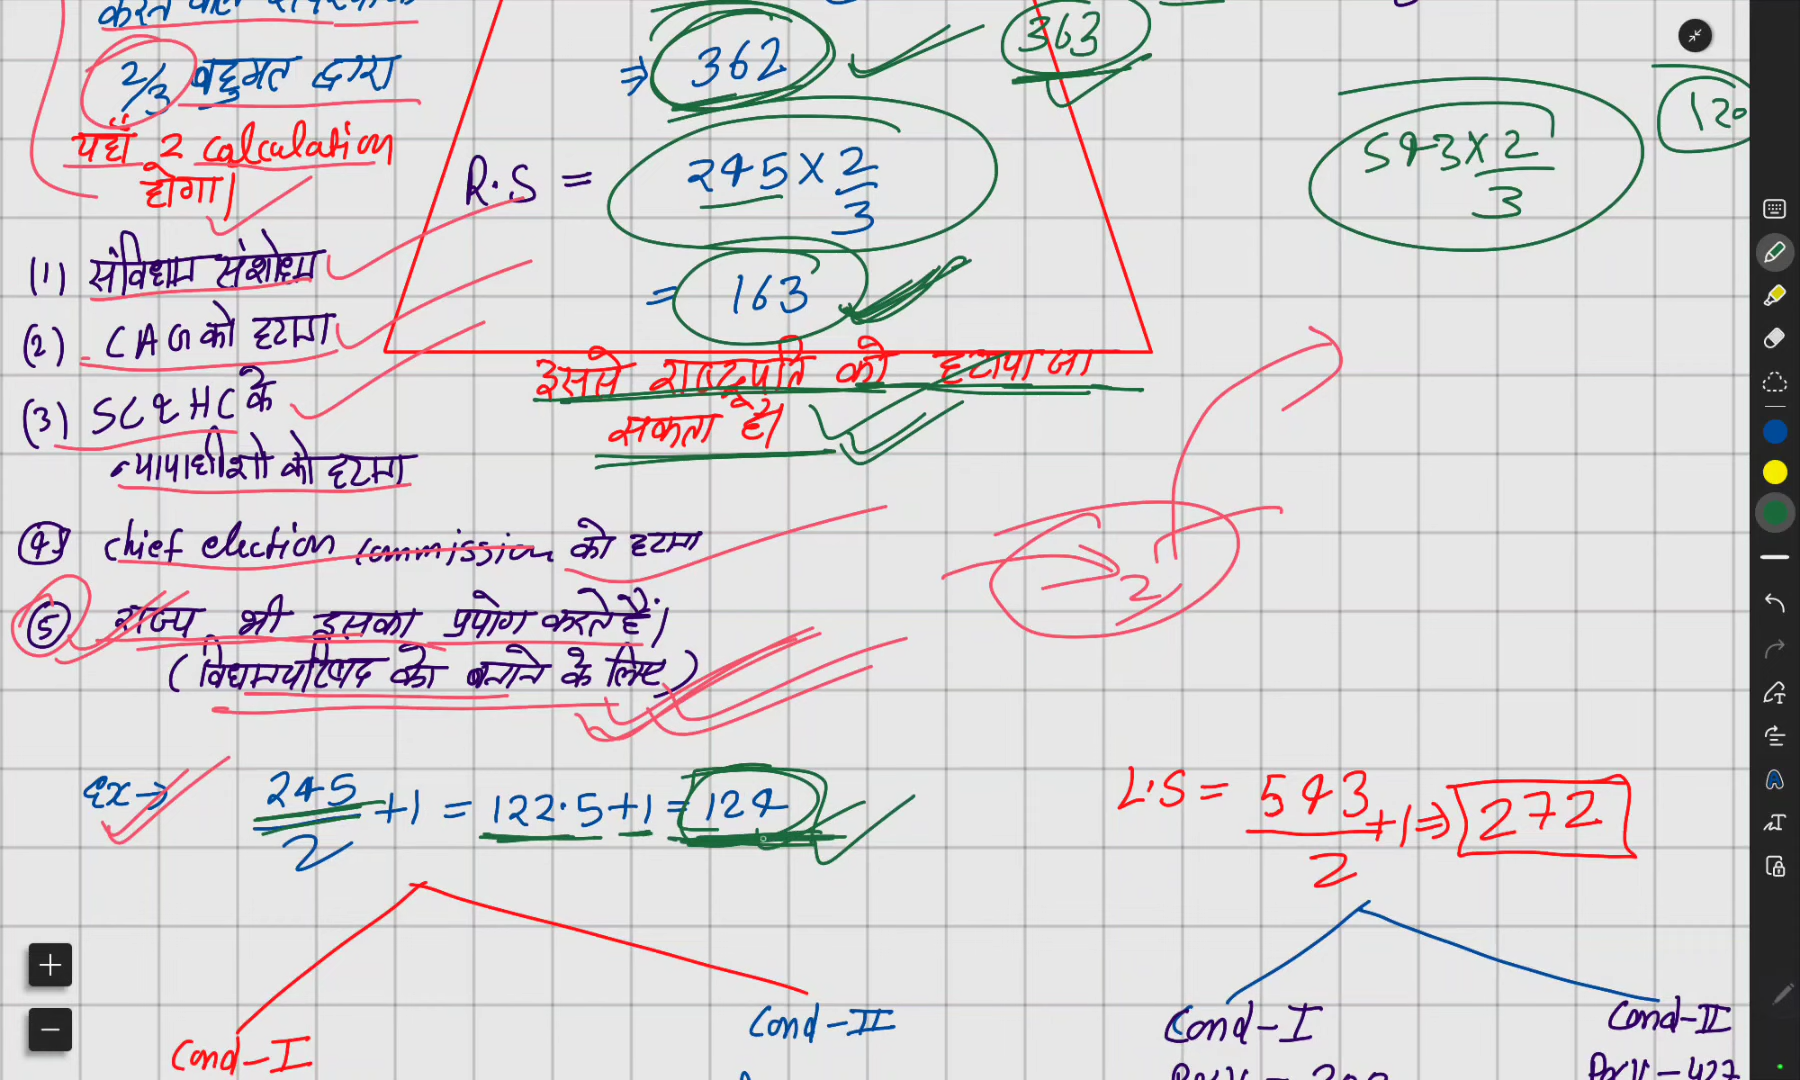 2/3 बहुमत द्वारा
यहाँ 2 calculation
होगा।
(1) संविधान संशोधन
(2) CAG को हटाना
(3) SC एवं HC के
न्यायाधीशों को हटाना
(4) chief election commission को हटाना
(5) राज्य भी इसका प्रयोग करते हैं।
(विधानपरिषद को बनाने के लिए)
⇒ 362
363
R.S = 245 × 2/3
= 163
इससे राष्ट्रपति को हटाया जा
सकता है।
543 × 2/3
120
2
Ex → 245/2 + 1 = 122.5 + 1 = 124
Cond-I
Cond-II
L.S = 543/2 + 1 ⇒ 272
Cond-I
Cond-II